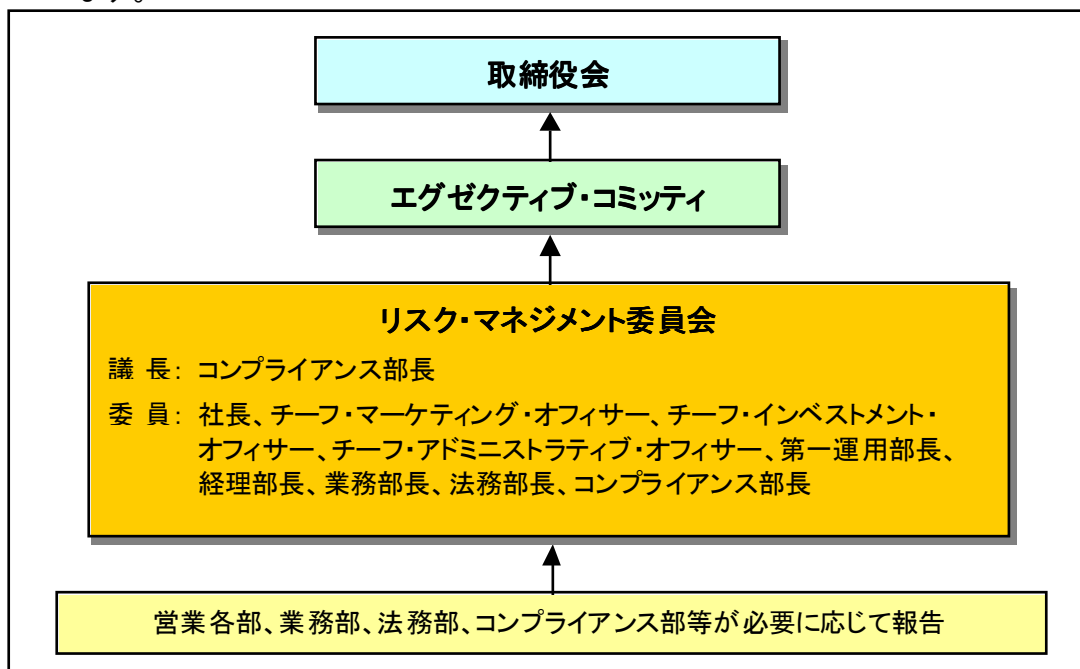 ます。
取締役会
エグゼクティブ・コミッティ
リスク・マネジメント委員会
議 長: コンプライアンス部長
委 員: 社長、チーフ・マーケティング・オフィサー、チーフ・インベストメント・
オフィサー、チーフ・アドミニストラティブ・オフィサー、第一運用部長、
経理部長、業務部長、法務部長、コンプライアンス部長
営業各部、業務部、法務部、コンプライアンス部等が必要に応じて報告